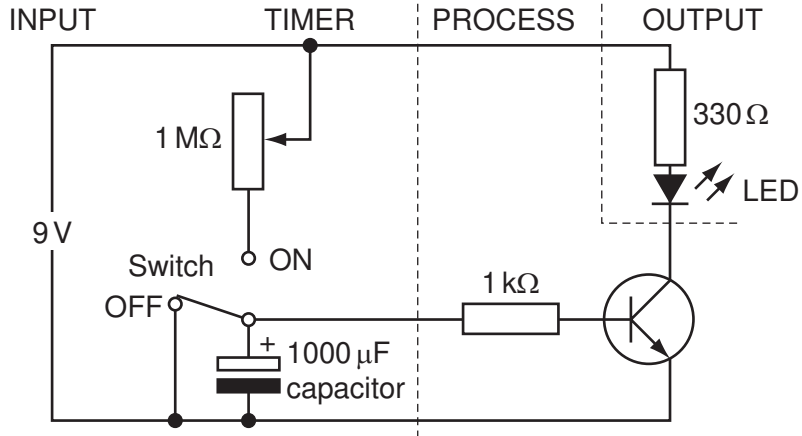 INPUT TIMER PROCESS OUTPUT
1 MΩ
330 Ω
LED
9 V
ON
Switch
OFF
1 kΩ
+ 1000 μF
capacitor